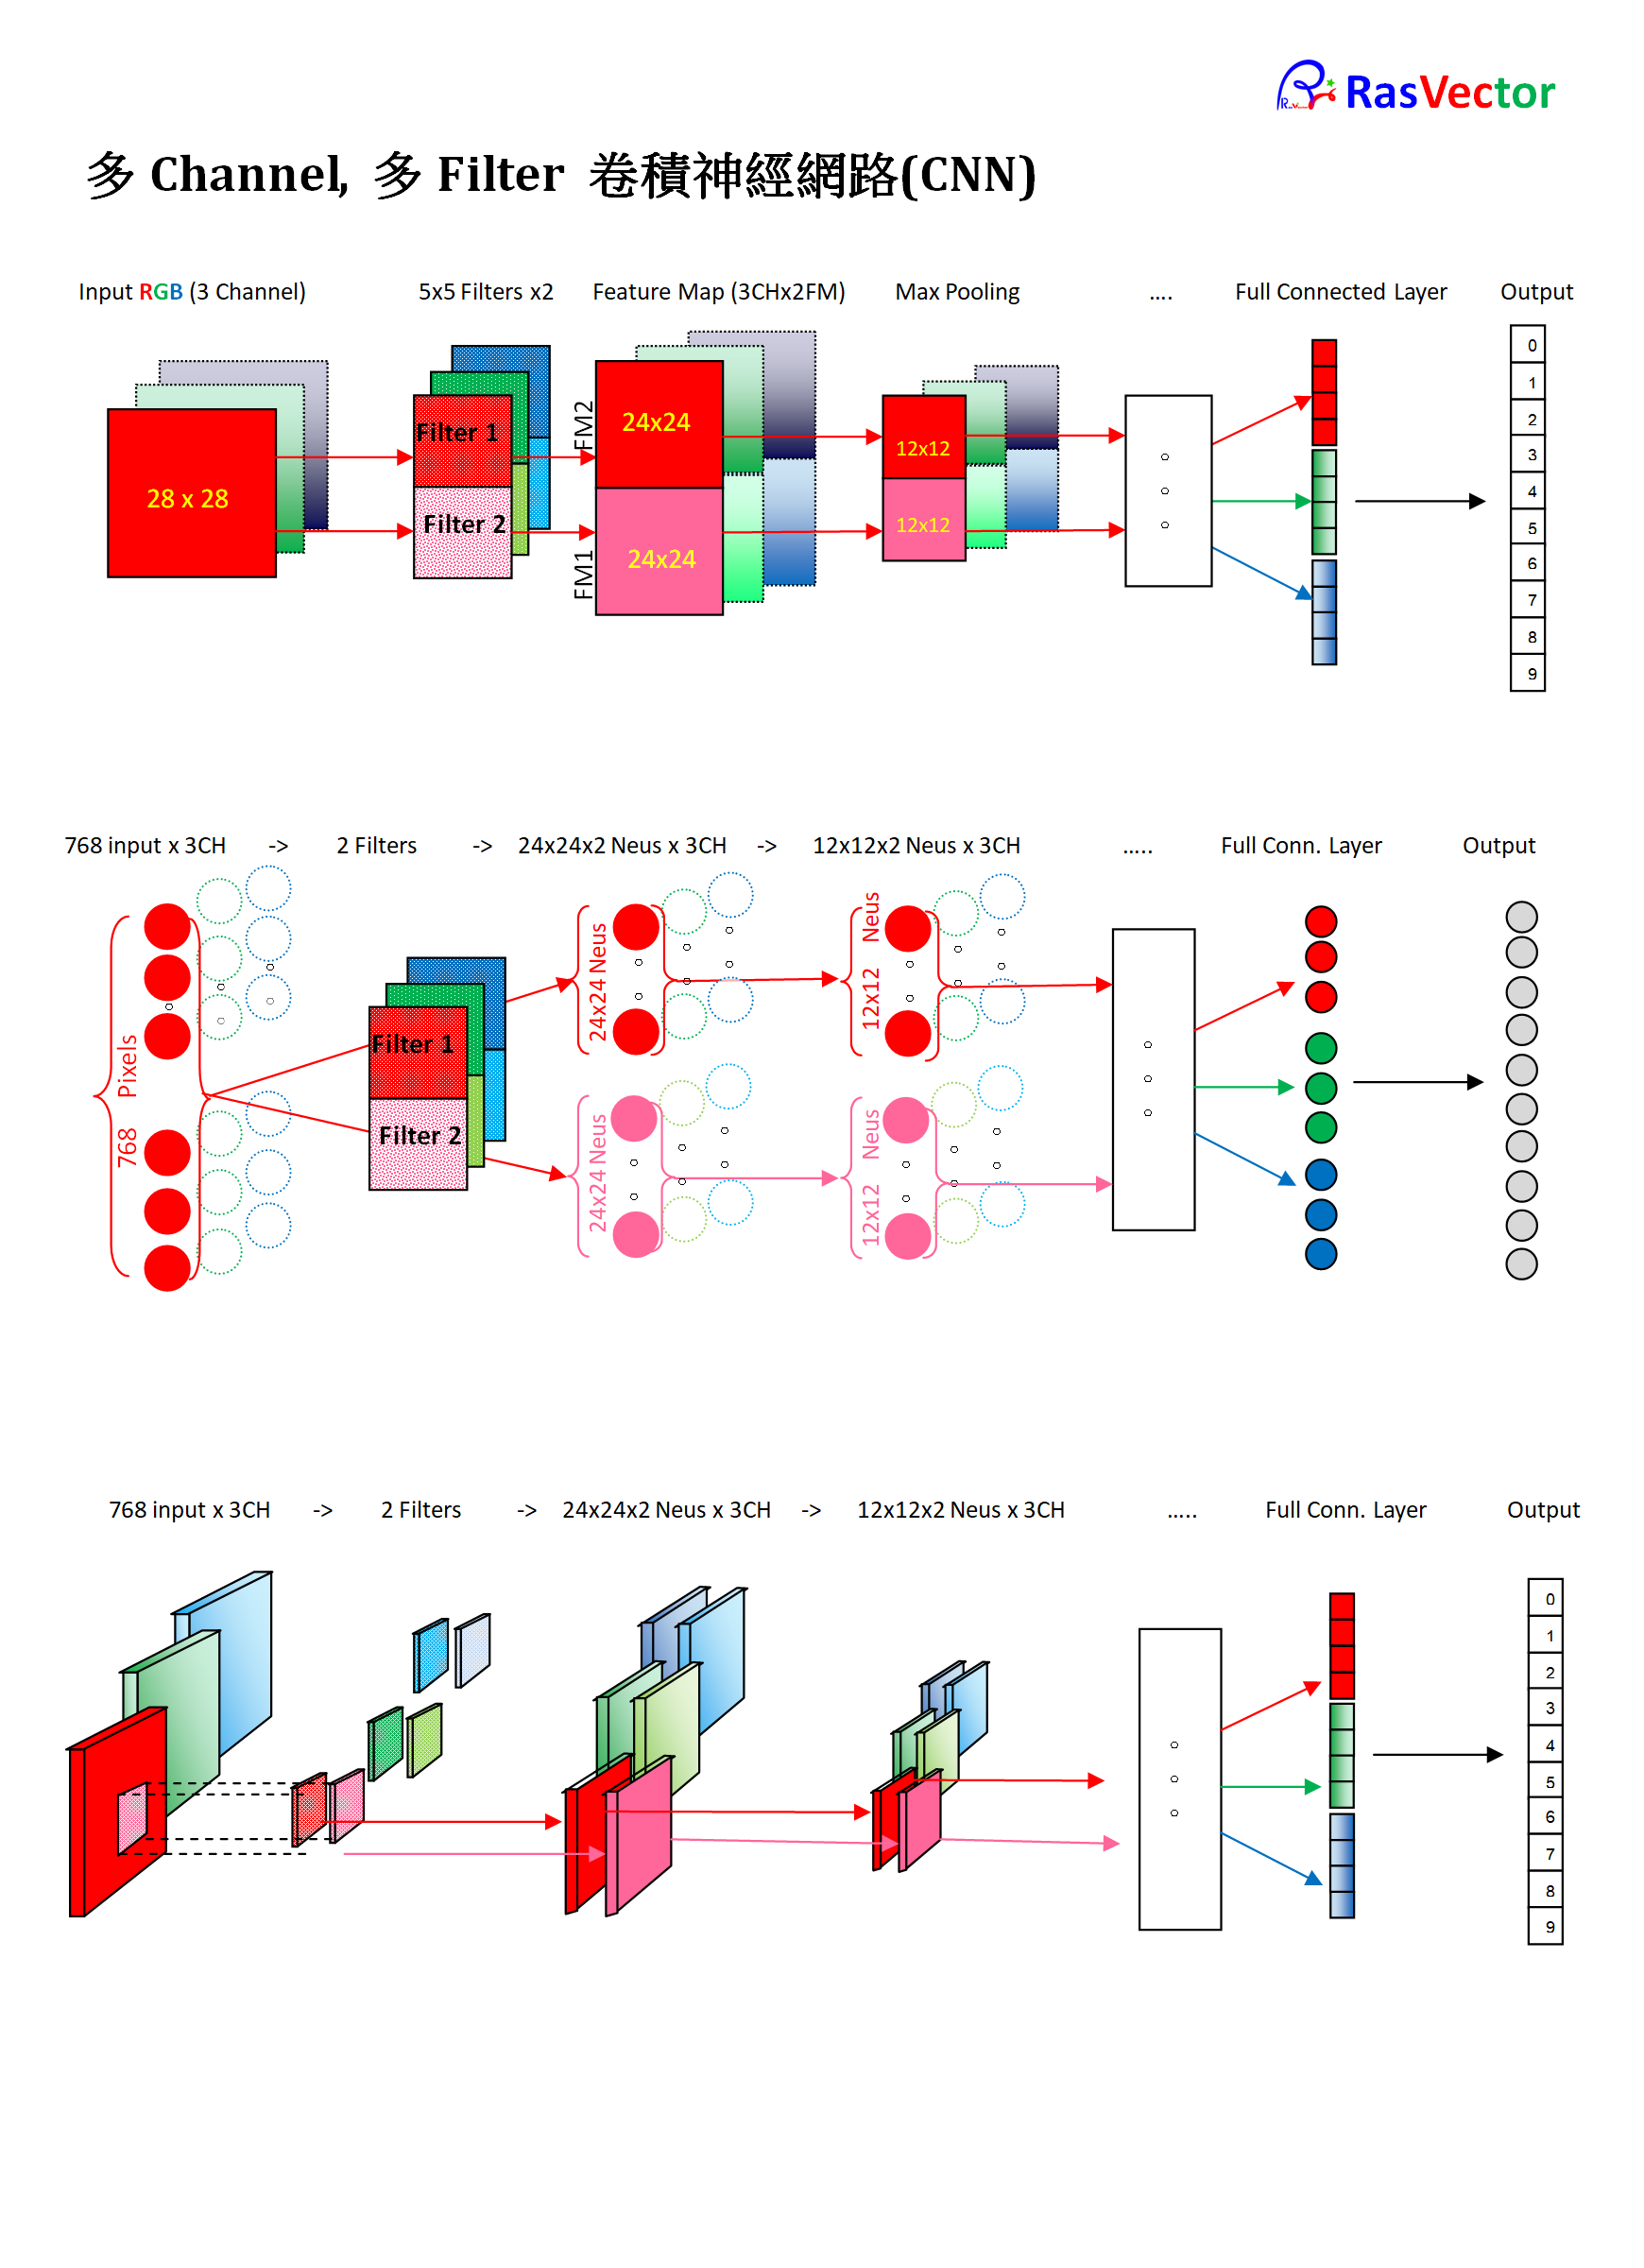 RasVector
多 Channel, 多 Filter 卷積神經網路(CNN)
Input RGB (3 Channel) 5x5 Filters x2 Feature Map (3CHx2FM) Max Pooling .... Full Connected Layer Output
28 x 28
Filter 1
Filter 2
FM2
FM1
24x24
24x24
12x12
12x12
0
1
2
3
4
5
6
7
8
9
768 input x 3CH -> 2 Filters -> 24x24x2 Neus x 3CH -> 12x12x2 Neus x 3CH ..... Full Conn. Layer Output
768 Pixels
Filter 1
Filter 2
24x24 Neus
24x24 Neus
12x12 Neus
12x12 Neus
768 input x 3CH -> 2 Filters -> 24x24x2 Neus x 3CH -> 12x12x2 Neus x 3CH ..... Full Conn. Layer Output
0
1
2
3
4
5
6
7
8
9